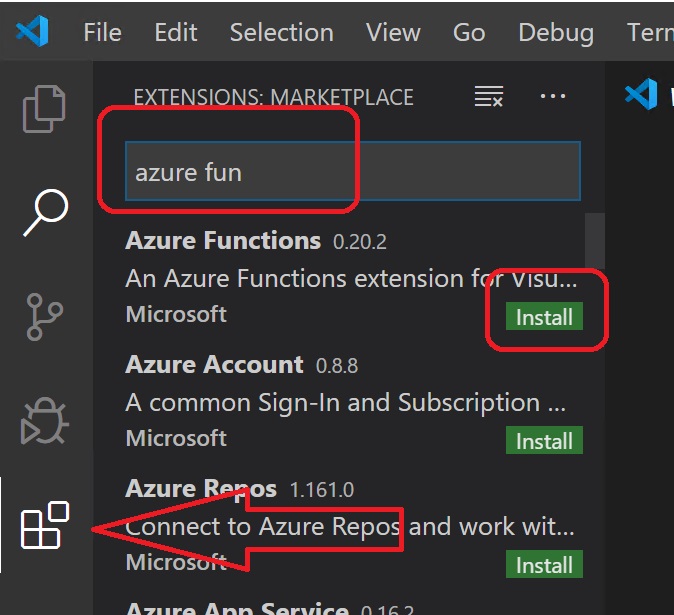 File Edit Selection View Go Debug Tern
EXTENSIONS: MARKETPLACE
azure fun
Azure Functions 0.20.2
An Azure Functions extension for Visu...
Microsoft Install
Azure Account 0.8.8
A common Sign-In and Subscription ...
Microsoft Install
Azure Repos 1.161.0
Connect to Azure Repos and work wit...
Microsoft Install
Azure App Service 0.16.2